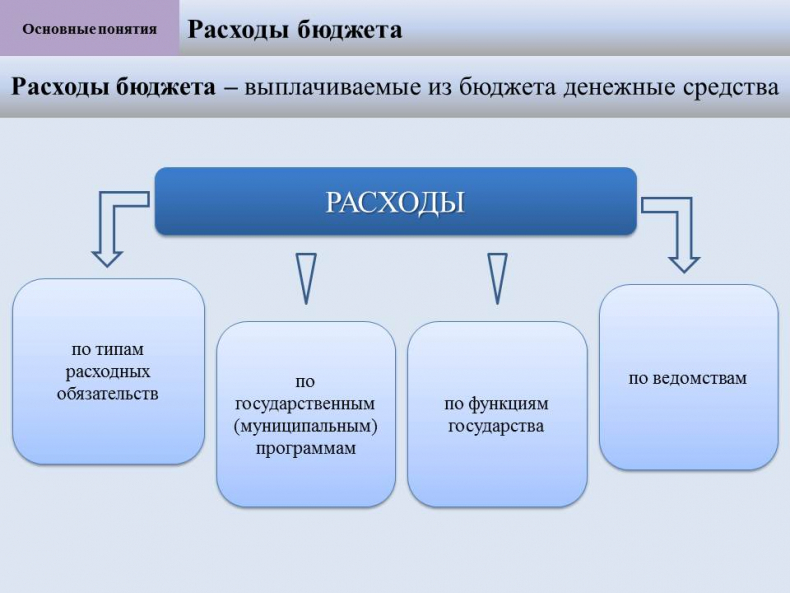 Основные понятия
Расходы бюджета
Расходы бюджета – выплачиваемые из бюджета денежные средства
РАСХОДЫ
по типам
расходных
обязательств
по
государственным
(муниципальным)
программам
по функциям
государства
по ведомствам